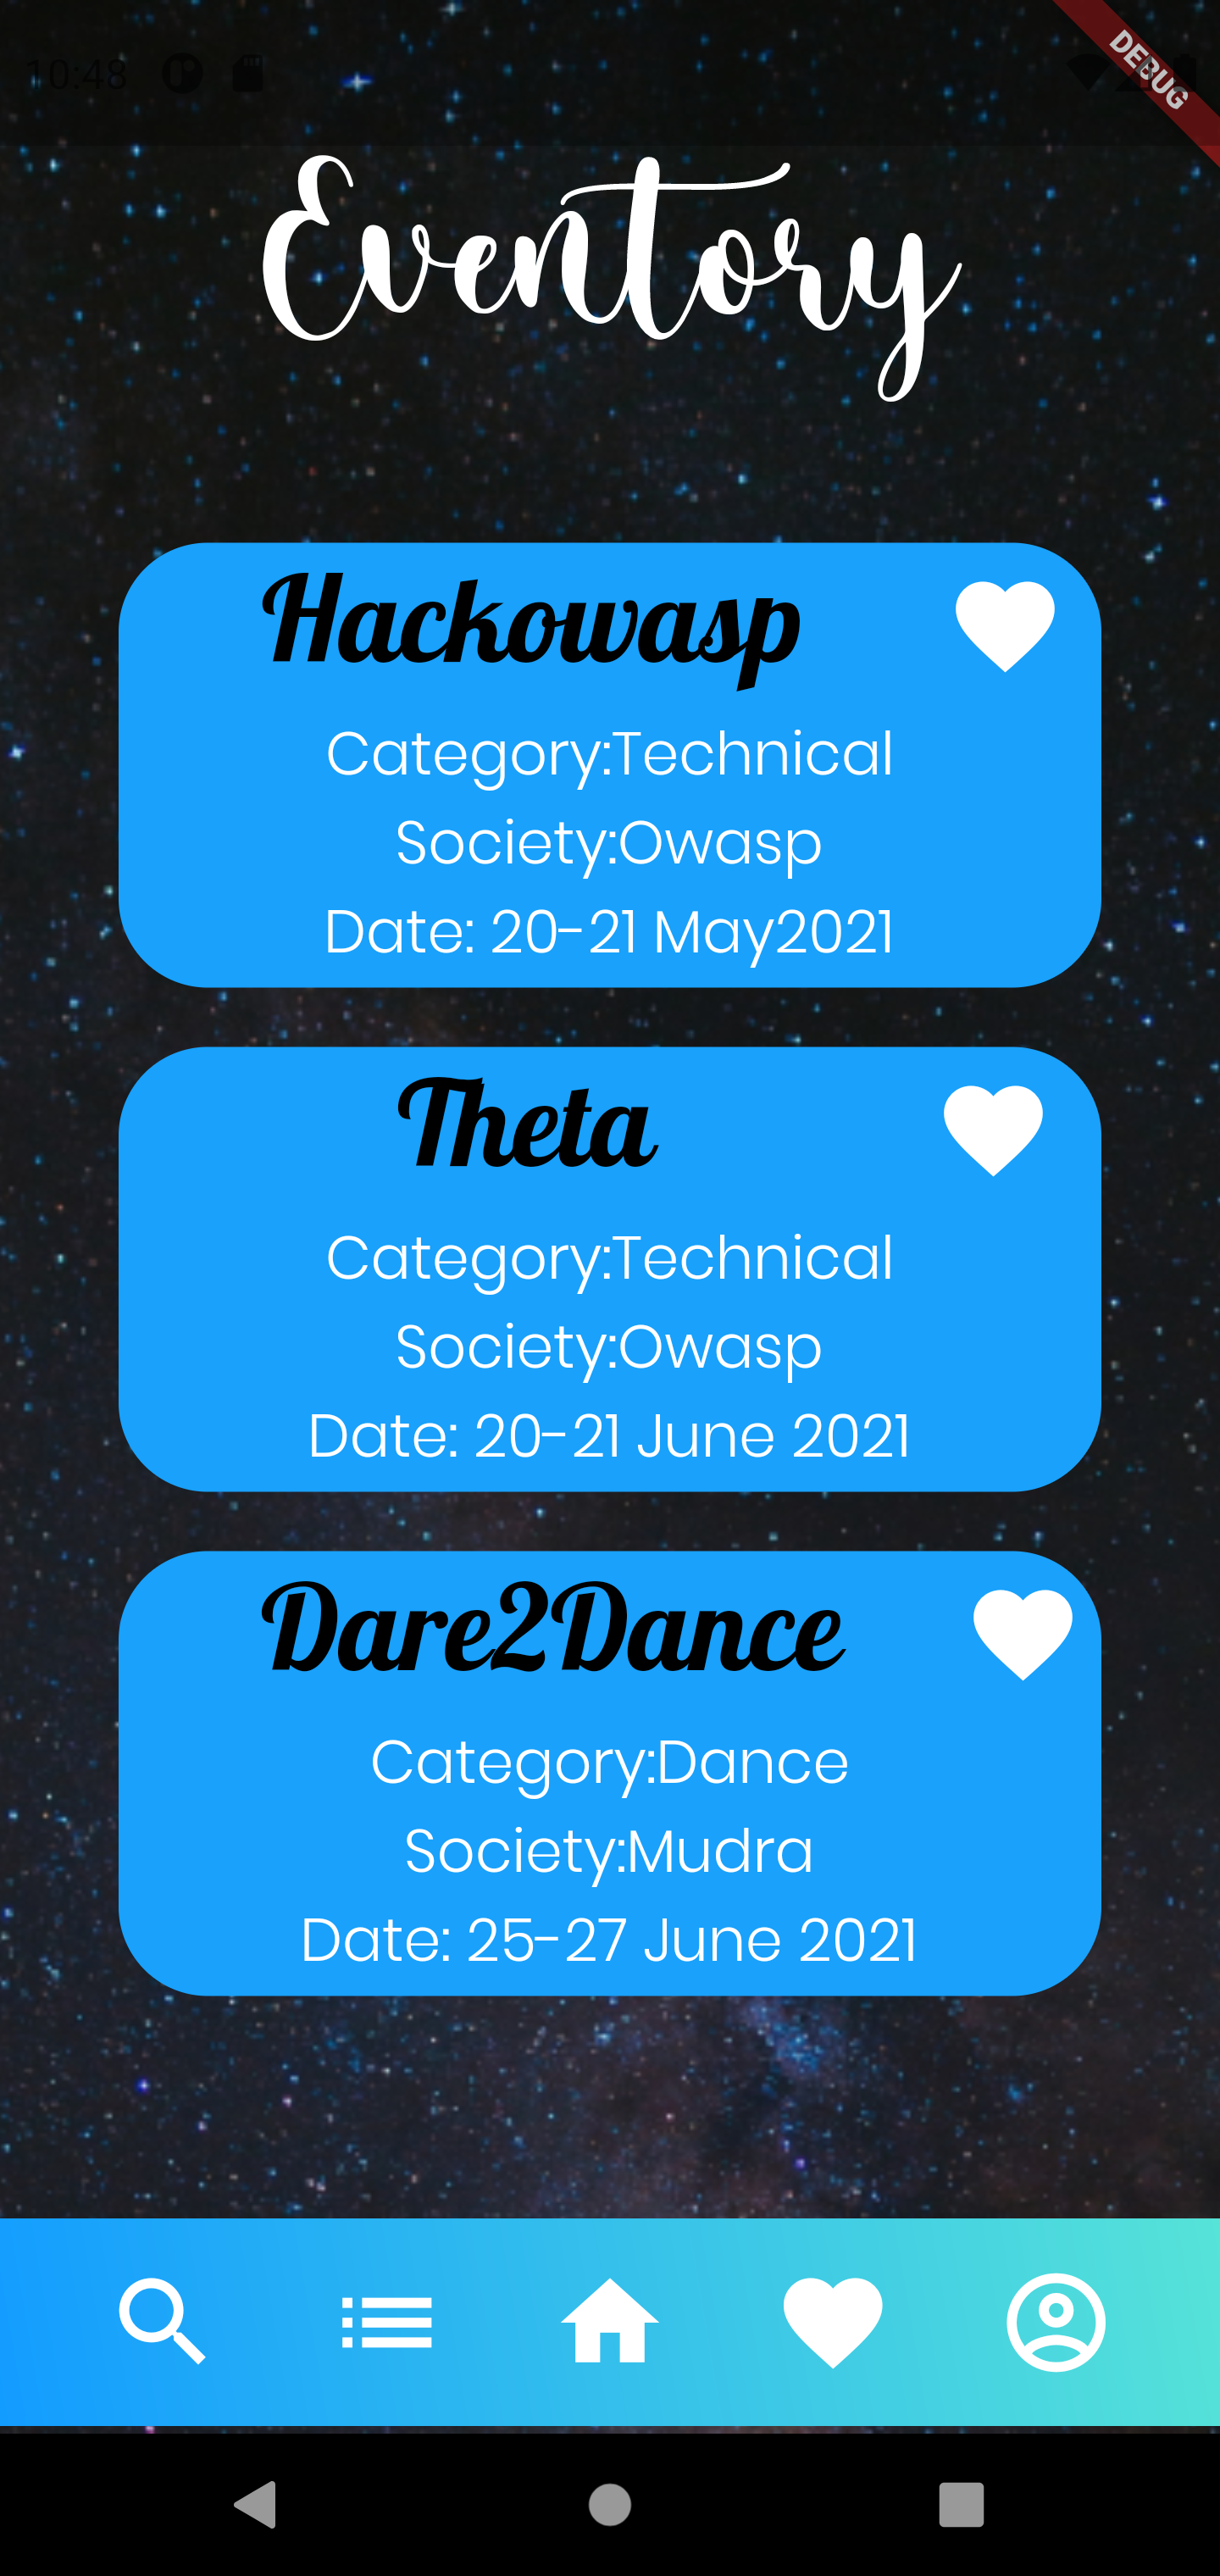 10:48
DEBUG
Eventory
Hackowasp
Category:Technical
Society:Owasp
Date: 20-21 May2021
Theta
Category:Technical
Society:Owasp
Date: 20-21 June 2021
Dare2Dance
Category:Dance
Society:Mudra
Date: 25-27 June 2021